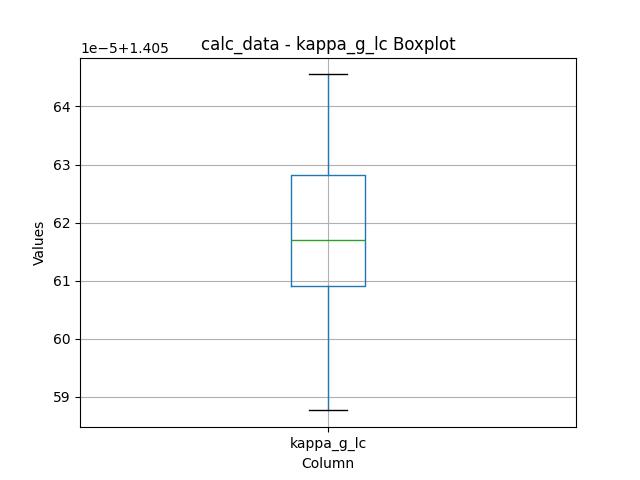 calc_data - kappa_g_lc Boxplot
1e−5+1.405
64
63
62
61
60
59
Values
kappa_g_lc
Column